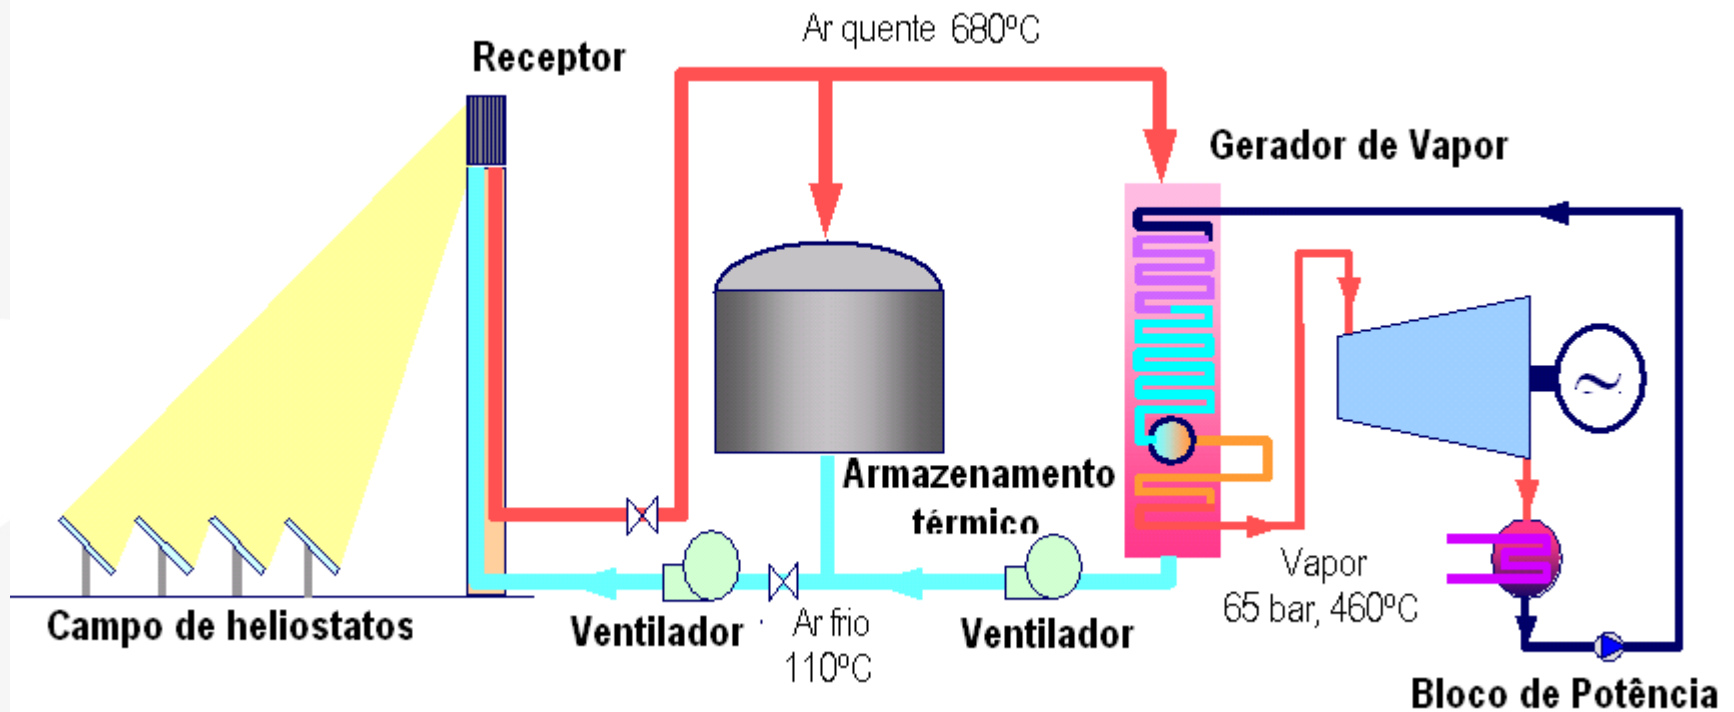 Ar quente 680ºC
Receptor
Gerador de Vapor
Armazenamento
térmico
Vapor
65 bar, 460ºC
Campo de heliostatos
Ventilador
Ar frio
110ºC
Ventilador
Bloco de Potência
~